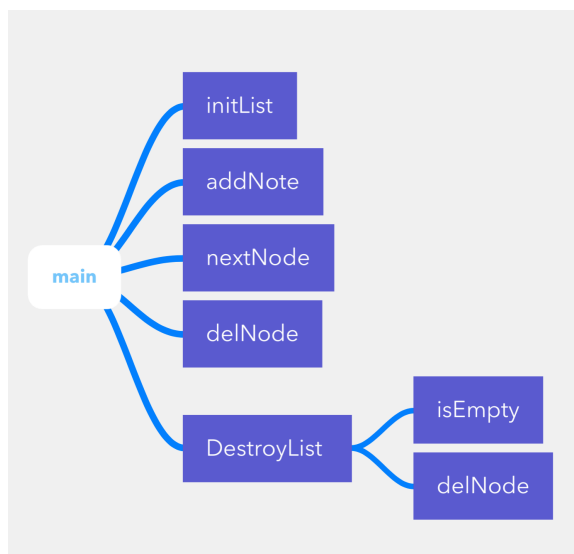 initList
addNote
nextNode
main
delNode
isEmpty
DestroyList
delNode